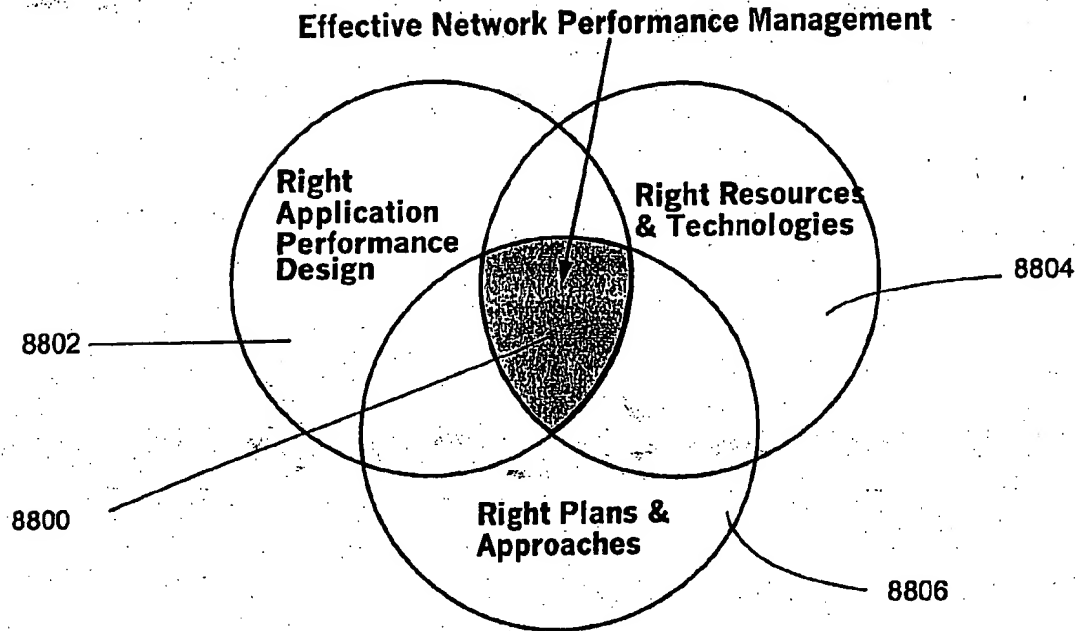 Effective Network Performance Management
Right
Application
Performance
Design
Right Resources
& Technologies
8804
8802
8800
Right Plans &
Approaches
8806